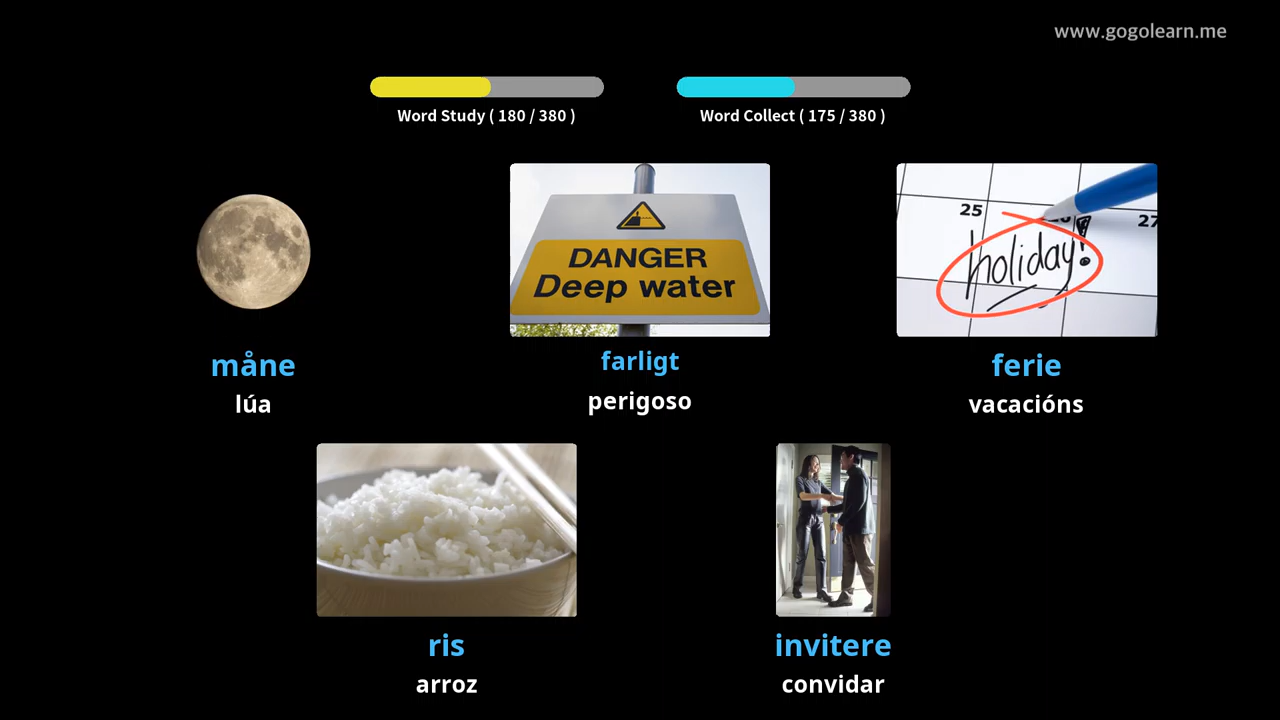 www.gogolearn.me
Word Study ( 180 / 380 )
Word Collect ( 175 / 380 )
DANGER
Deep water
25
27
holiday!
måne
farligt
ferie
lúa
perigoso
vacacións
ris
invitere
arroz
convidar